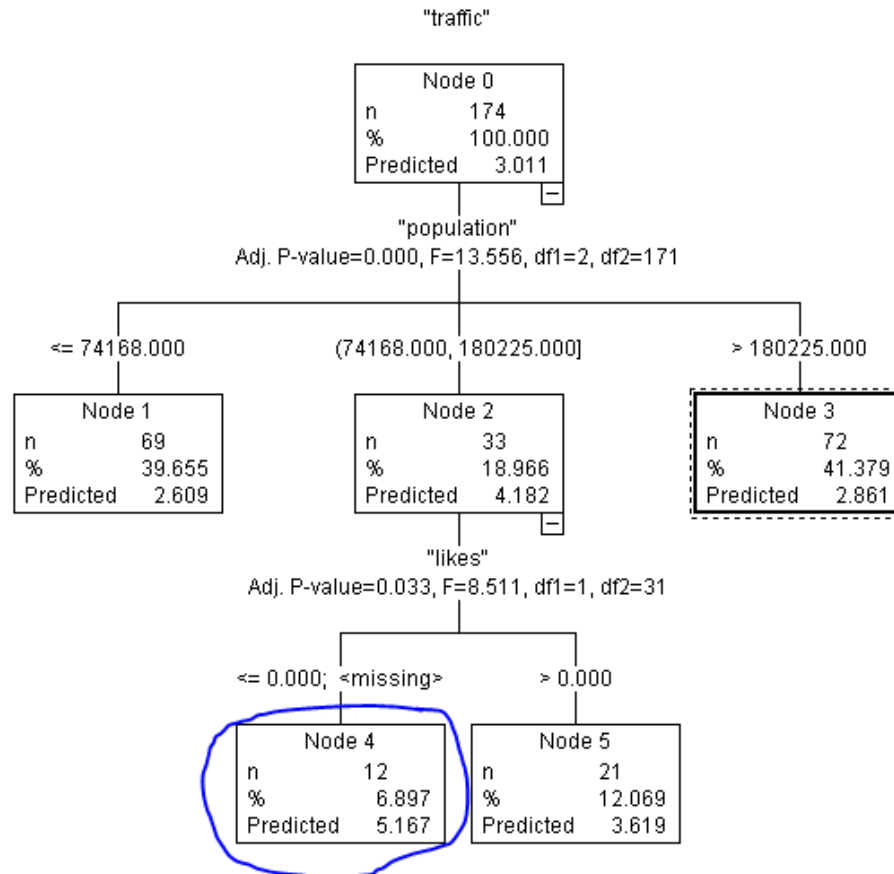 "traffic"
Node 0
n 174
% 100.000
Predicted 3.011
"population"
Adj. P-value=0.000, F=13.556, df1=2, df2=171
<= 74168.000
(74168.000, 180225.000]
> 180225.000
Node 1
n 69
% 39.655
Predicted 2.609
Node 2
n 33
% 18.966
Predicted 4.182
Node 3
n 72
% 41.379
Predicted 2.861
"likes"
Adj. P-value=0.033, F=8.511, df1=1, df2=31
<= 0.000; <missing>
> 0.000
Node 4
n 12
% 6.897
Predicted 5.167
Node 5
n 21
% 12.069
Predicted 3.619